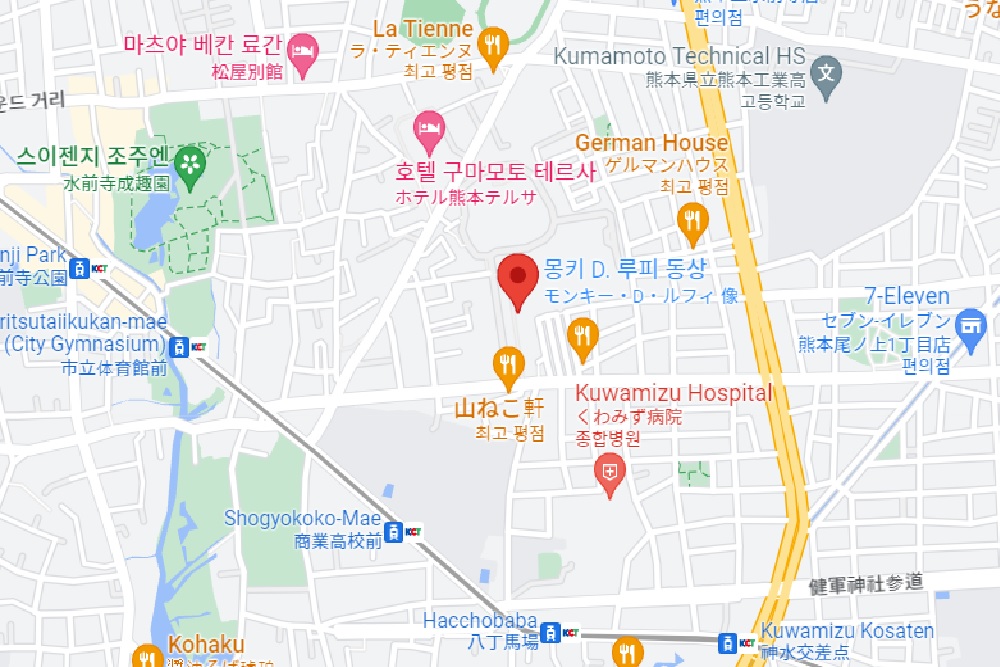 편의점
La Tienne
ラ・ティエンヌ
최고 평점
마츠야 베칸 료간
松屋別館
Kumamoto Technical HS
熊本県立熊本工業高
고등학교
운드 거리
호텔 구마모토 테르사
ホテル熊本テルサ
German House
ゲルマンハウス
최고 평점
스이젠지 조주엔
水前寺成趣園
nji Park
前寺公園
KCT
몽키 D. 루피 동상
モンキー・D・ルフィ 像
7-Eleven
セブン-イレブン
熊本尾ノ上1丁目店
편의점
ritsutaiikukan-mae
(City Gymnasium)
市立体育館前
KCT
山ねこ軒
최고 평점
Kuwamizu Hospital
くわみず病院
종합병원
Shogyokoko-Mae
商業高校前
KCT
健軍神社参道
Hacchobaba
八丁馬場
KCT
Kuwamizu Kosaten
神水交差点
KCT
Kohaku